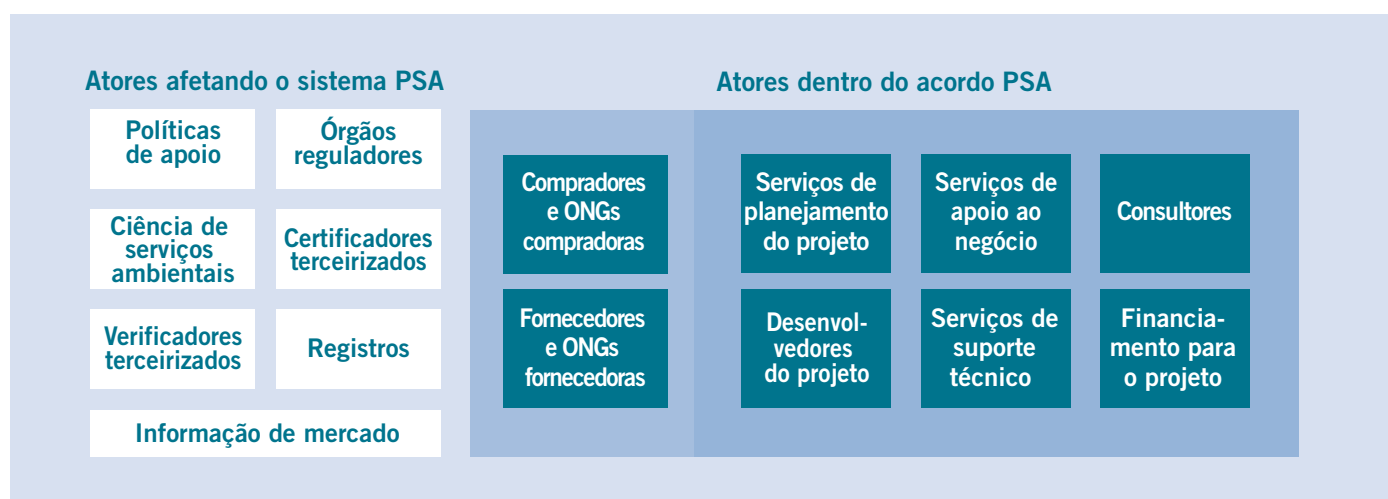 Atores afetando o sistema PSA
Políticas
de apoio
Órgãos
reguladores
Ciência de
serviços
ambientais
Certificadores
terceirizados
Verificadores
terceirizados
Registros
Informação de mercado
Atores dentro do acordo PSA
Compradores
e ONGs
compradoras
Serviços de
planejamento
do projeto
Serviços de
apoio ao
negócio
Consultores
Fornecedores
e ONGs
fornecedoras
Desenvol-
vedores
do projeto
Serviços de
suporte
técnico
Financia-
mento para
o projeto